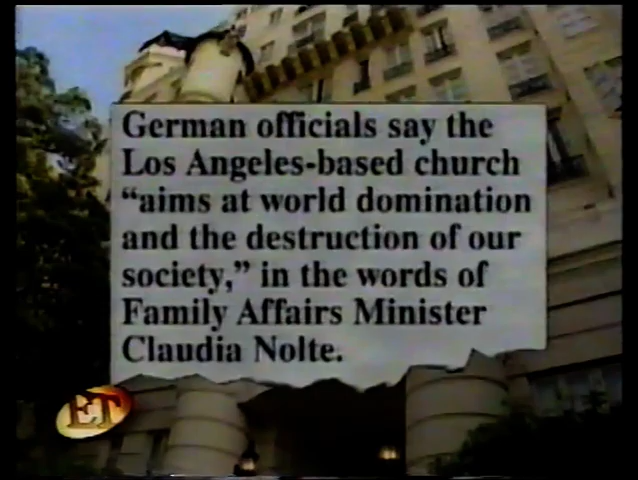 German officials say the
Los Angeles-based church
“aims at world domination
and the destruction of our
society,” in the words of
Family Affairs Minister
Claudia Nolte.
ET